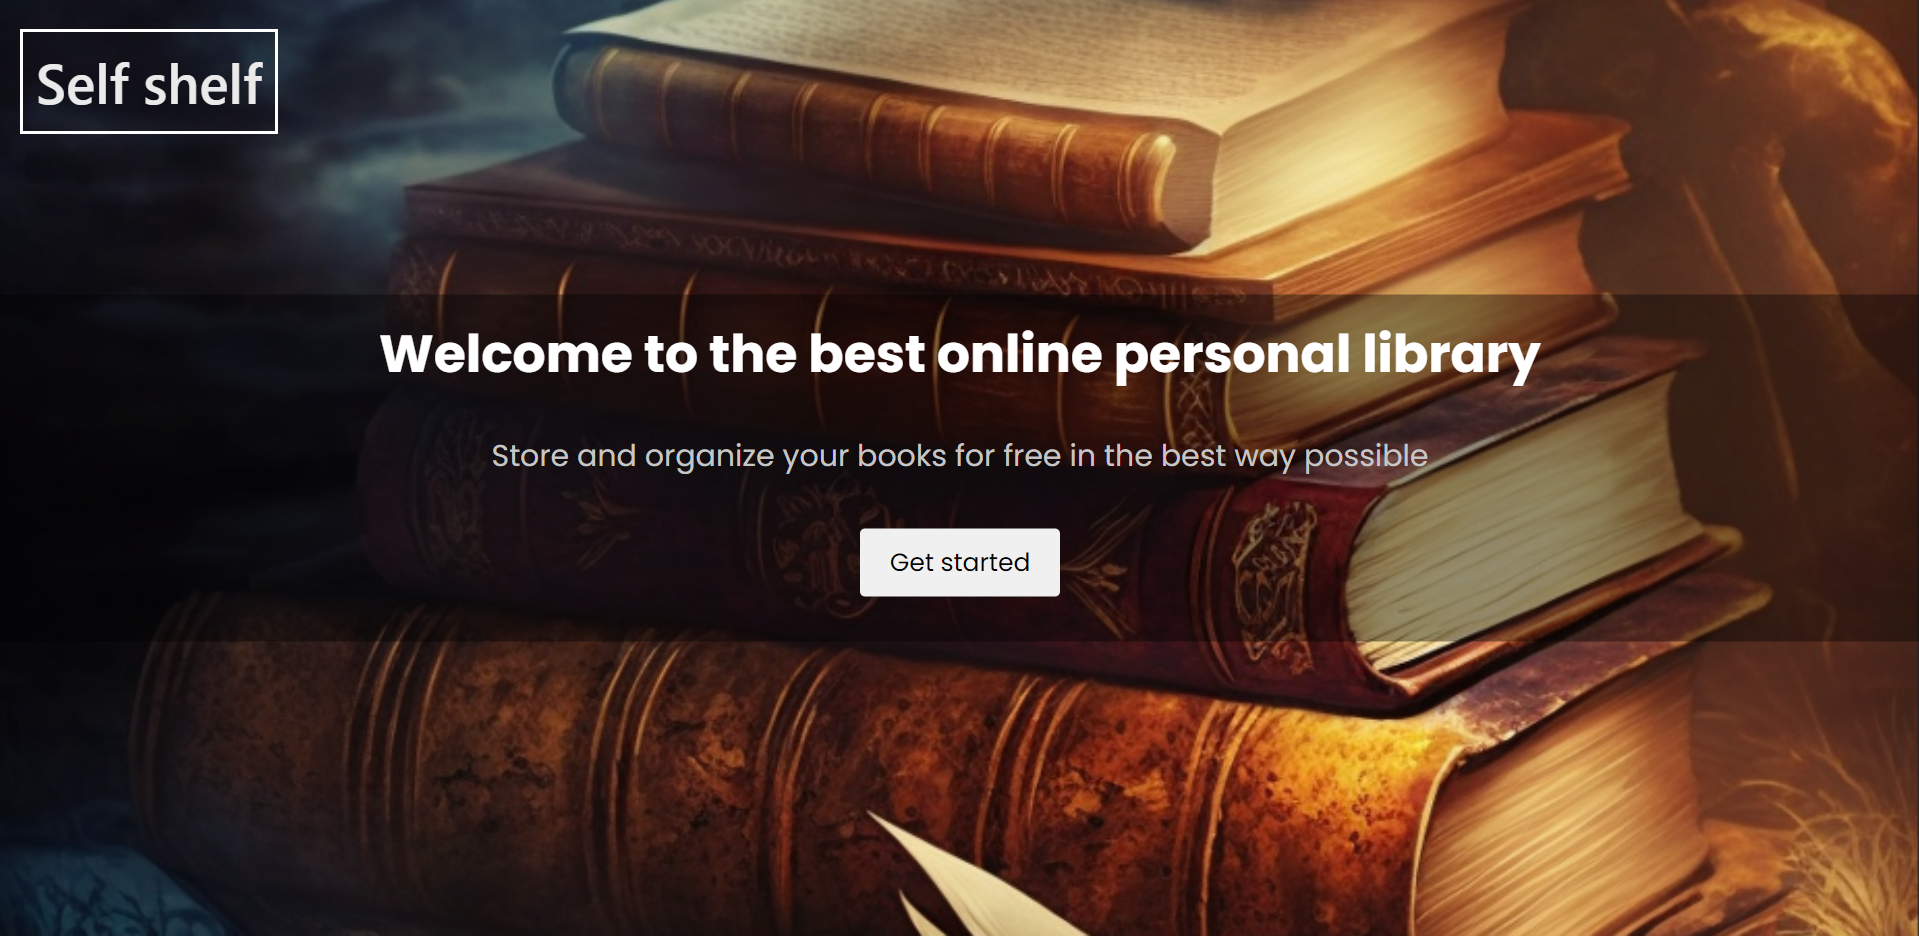 Self shelf
Welcome to the best online personal library
Store and organize your books for free in the best way possible
Get started